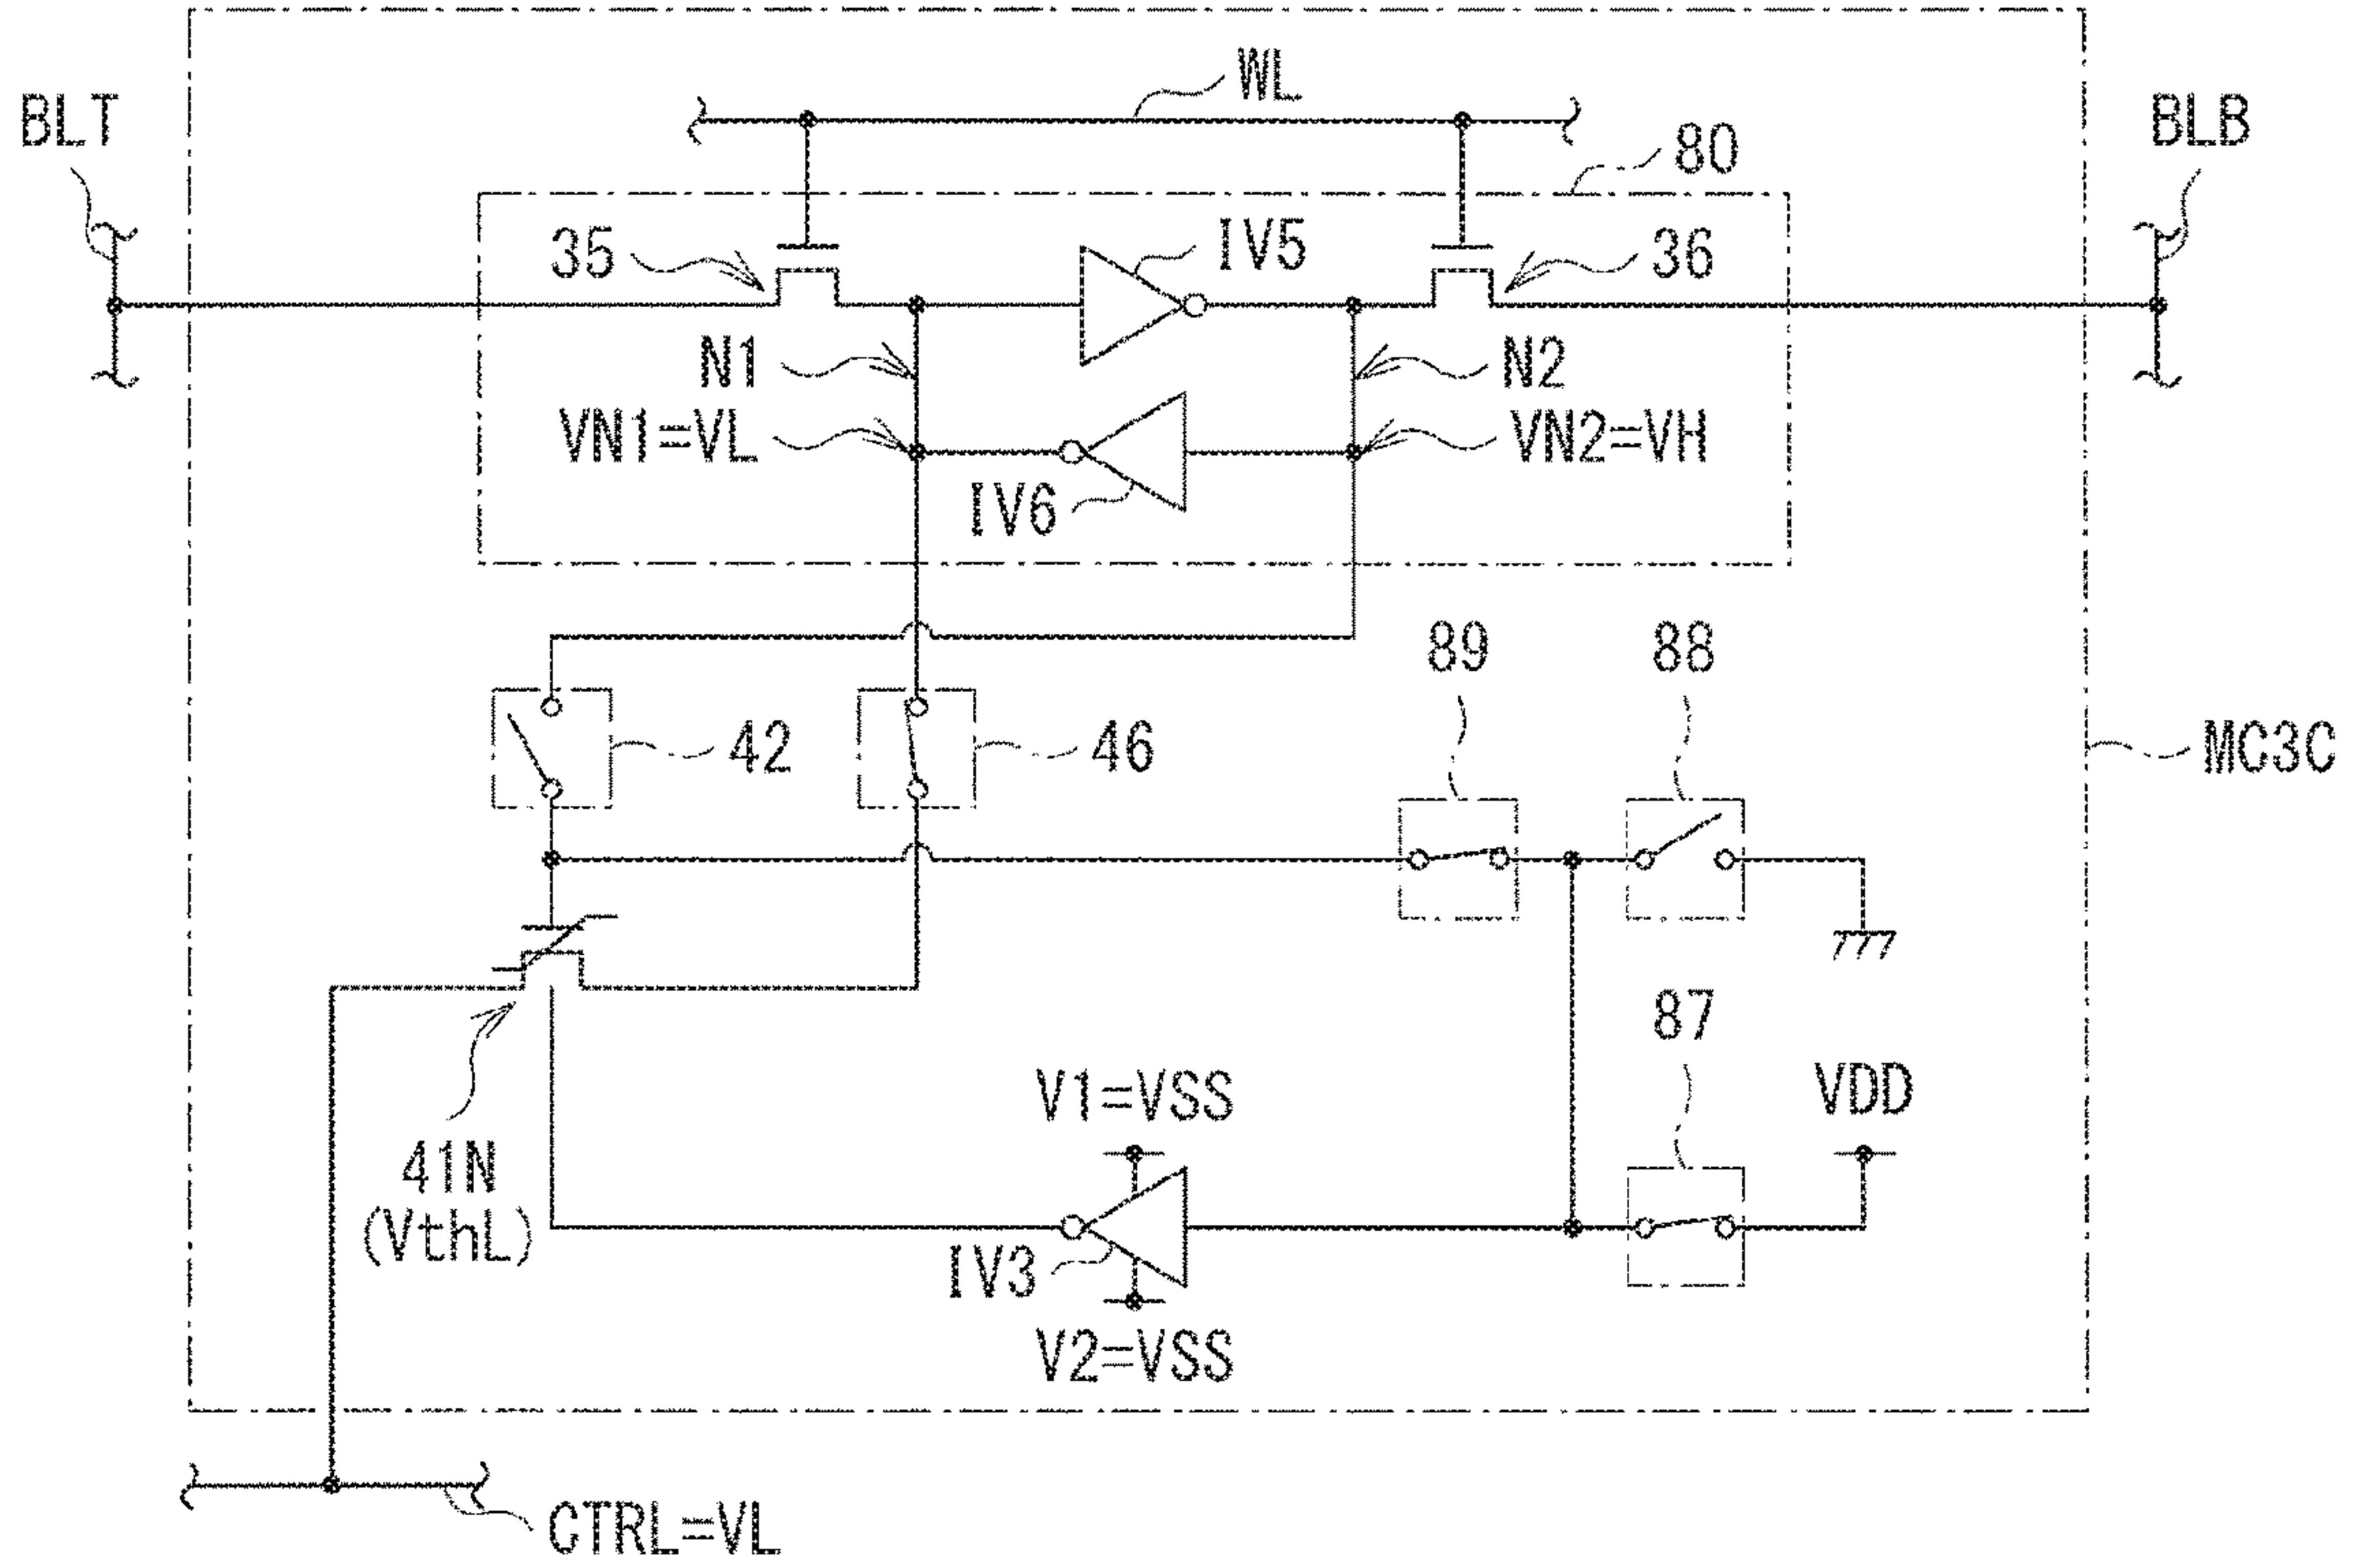 WL
BLT
BLB
80
35
IV5
36
N1
N2
VN1=VL
VN2=VH
IV6
89
88
42
46
MC3C
87
V1=VSS
VDD
41N
(VthL)
IV3
V2=VSS
CTRL=VL